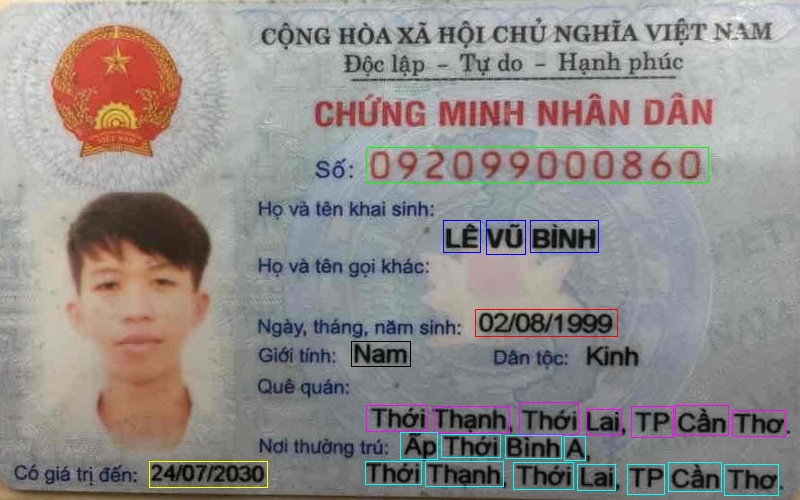 CỘNG HÒA XÃ HỘI CHỦ NGHĨA VIỆT NAM
Độc lập - Tự do - Hạnh phúc
CHỨNG MINH NHÂN DÂN
Số: 092099000860
Họ và tên khai sinh:
LÊ VŨ BÌNH
Họ và tên gọi khác:
Ngày, tháng, năm sinh: 02/08/1999
Giới tính: Nam Dân tộc: Kinh
Quê quán:
Thới Thạnh, Thới Lai, TP Cần Thơ.
Nơi thường trú: Ấp Thới Bình A,
Thới Thạnh, Thới Lai, TP Cần Thơ.
Có giá trị đến: 24/07/2030